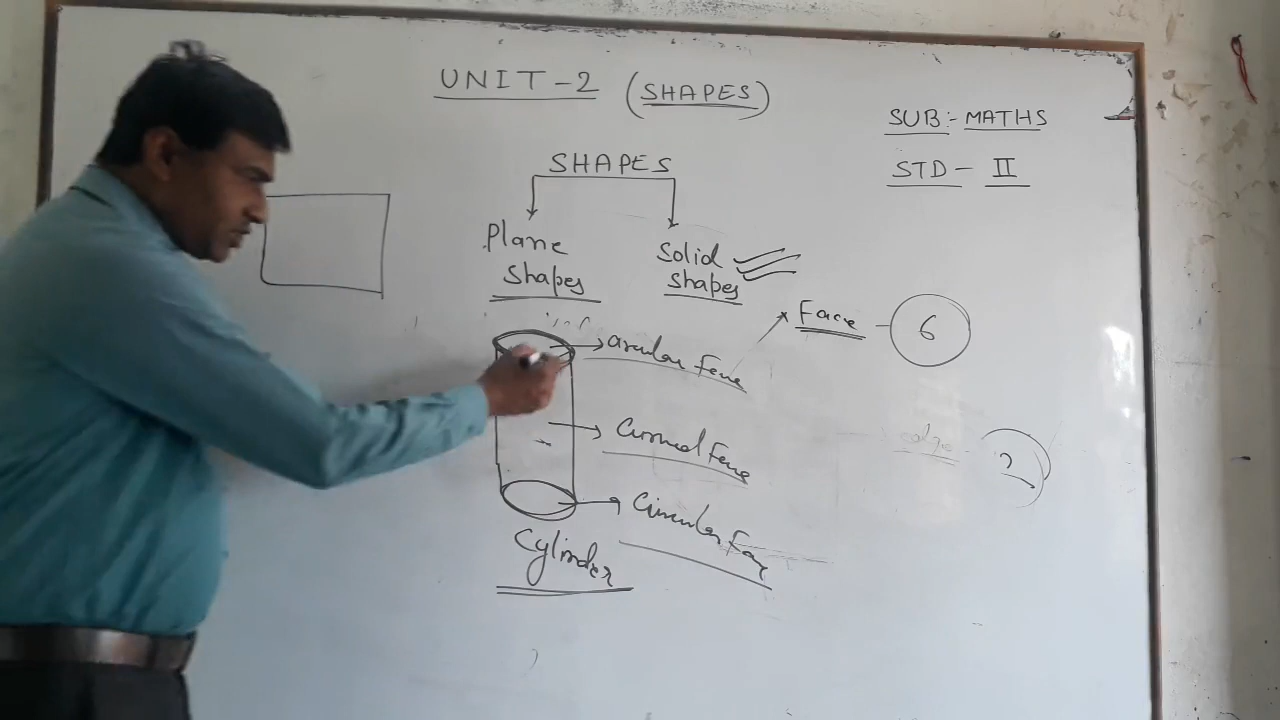 UNIT-2 (SHAPES)
SUB:- MATHS
STD- II
SHAPES
Plane
Shapes
Solid
Shapes
Face - 6
Circular Face
Curved Face
Circular Face
edge
Cylinder